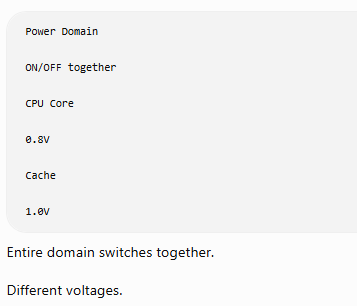 Power Domain
ON/OFF together
CPU Core
0.8V
Cache
1.0V
Entire domain switches together.
Different voltages.